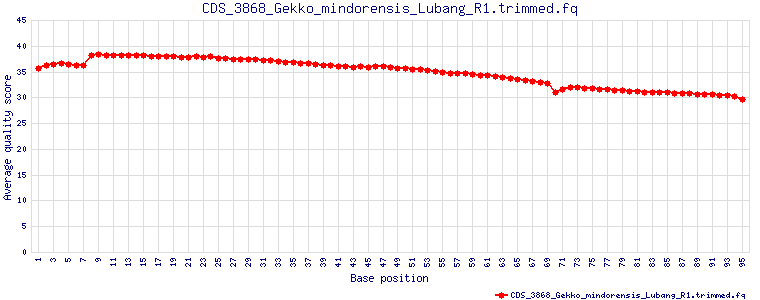 CDS_3868_Gekko_mindorensis_Lubang_R1.trimmed.fq
Average quality score
45
40
35
30
25
20
15
10
5
0
1 3 5 7 9 11 13 15 17 19 21 23 25 27 29 31 33 35 37 39 41 43 45 47 49 51 53 55 57 59 61 63 65 67 69 71 73 75 77 79 81 83 85 87 89 91 93 95
Base position
CDS_3868_Gekko_mindorensis_Lubang_R1.trimmed.fq